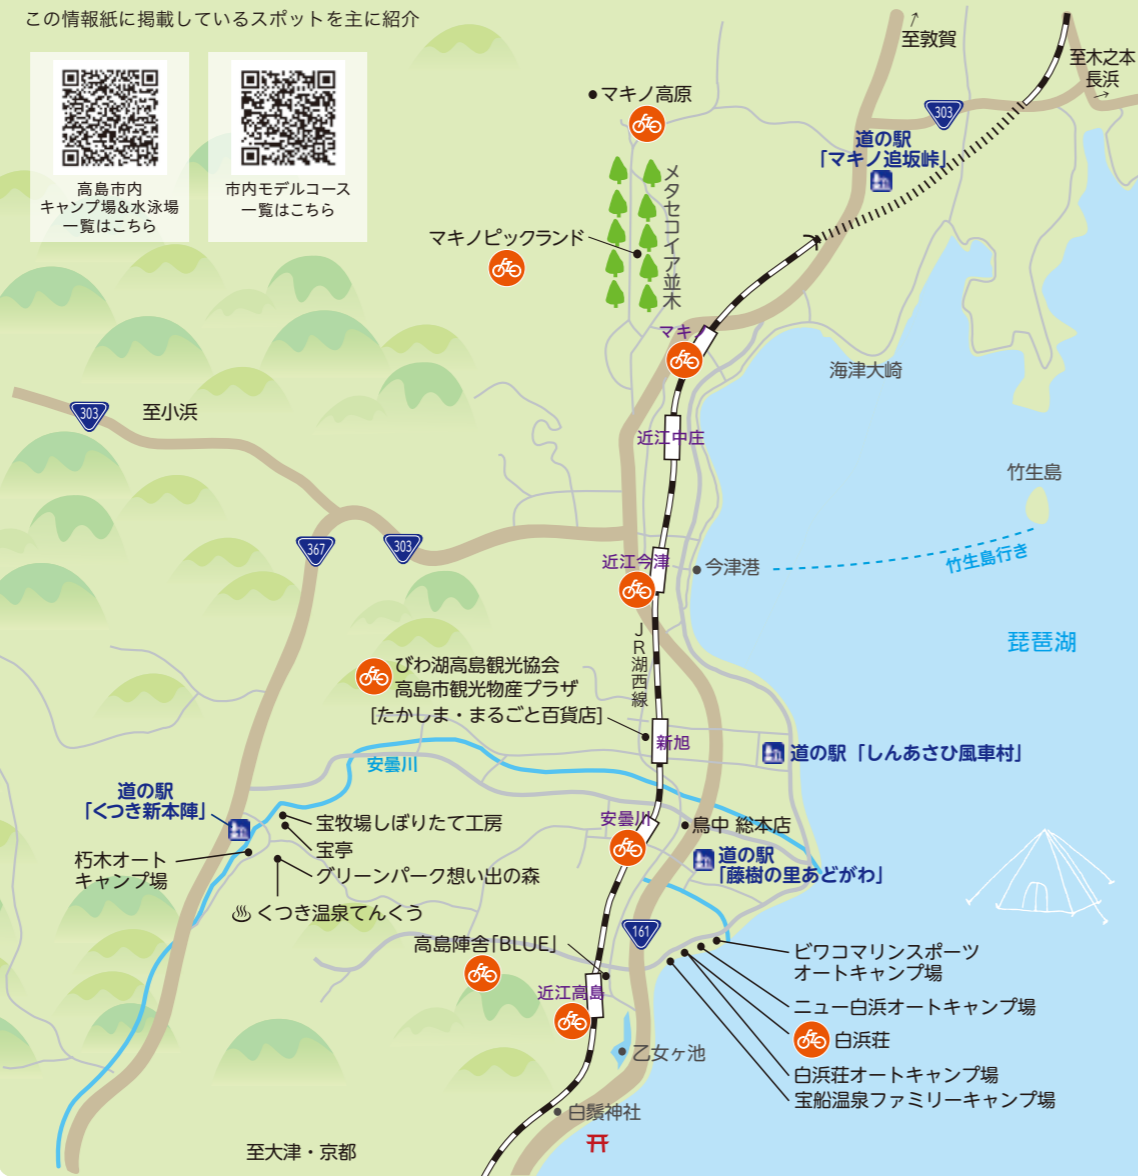 この情報紙に掲載しているスポットを主に紹介
高島市内
キャンプ場&水泳場
一覧はこちら
市内モデルコース
一覧はこちら
至敦賀
至木之本
長浜
303
マキノ高原
道の駅
「マキノ追坂峠」
メタセコイア並木
マキノピックランド
マキノ
海津大崎
303
至小浜
近江中庄
竹生島
367
303
近江今津
今津港
竹生島行き
琵琶湖
JR湖西線
びわ湖高島観光協会
高島市観光物産プラザ
[たかしま・まるごと百貨店]
新旭
道の駅「しんあさひ風車村」
安曇川
道の駅
「くつき新本陣」
宝牧場しぼりたて工房
宝亭
安曇川
鳥中 総本店
朽木オート
キャンプ場
グリーンパーク想い出の森
道の駅
「藤樹の里あどがわ」
くつき温泉てんくう
161
高島陣舎「BLUE」
ビワコマリンスポーツ
オートキャンプ場
近江高島
ニュー白浜オートキャンプ場
白浜荘
乙女ヶ池
白浜荘オートキャンプ場
宝船温泉ファミリーキャンプ場
白鬚神社
至大津・京都